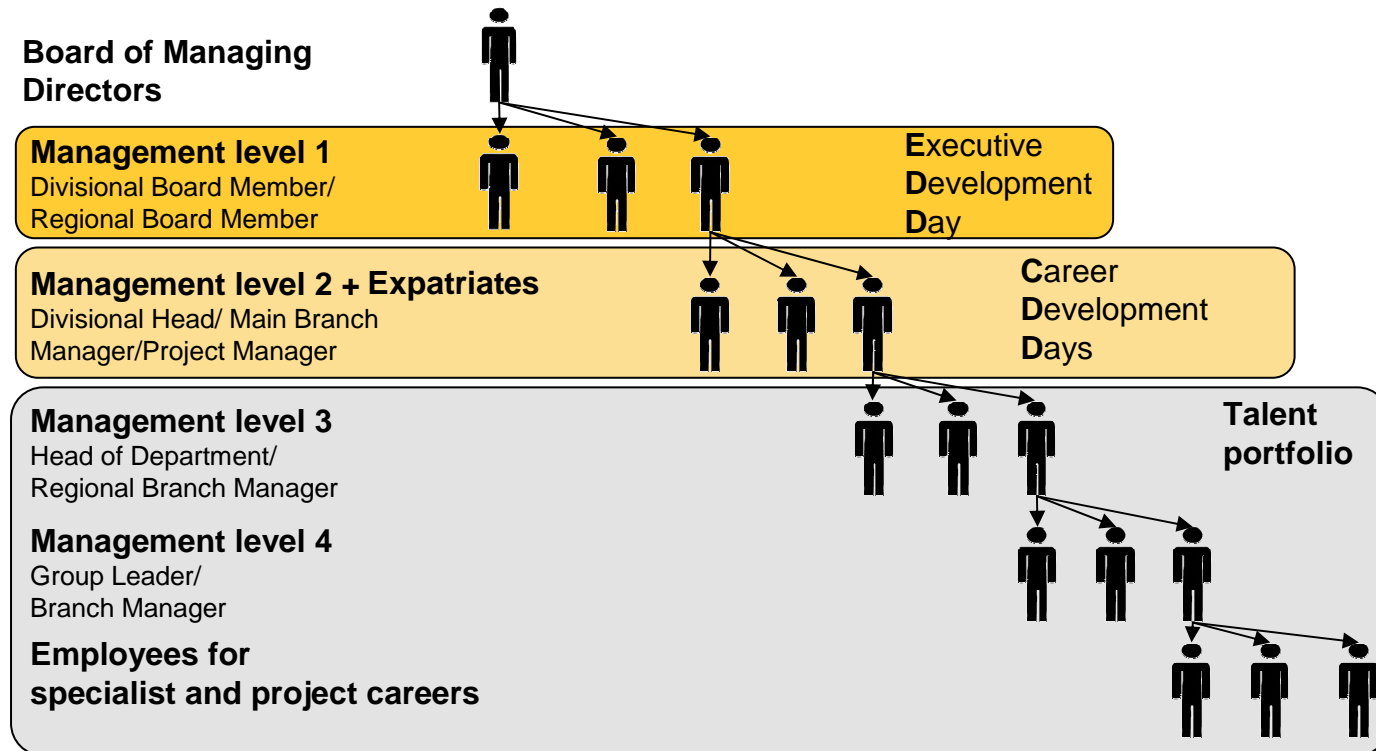 Board of Managing
Directors
Management level 1
Divisional Board Member/
Regional Board Member
Executive
Development
Day
Management level 2 + Expatriates
Divisional Head/ Main Branch
Manager/Project Manager
Career
Development
Days
Management level 3
Head of Department/
Regional Branch Manager
Talent
portfolio
Management level 4
Group Leader/
Branch Manager
Employees for
specialist and project careers